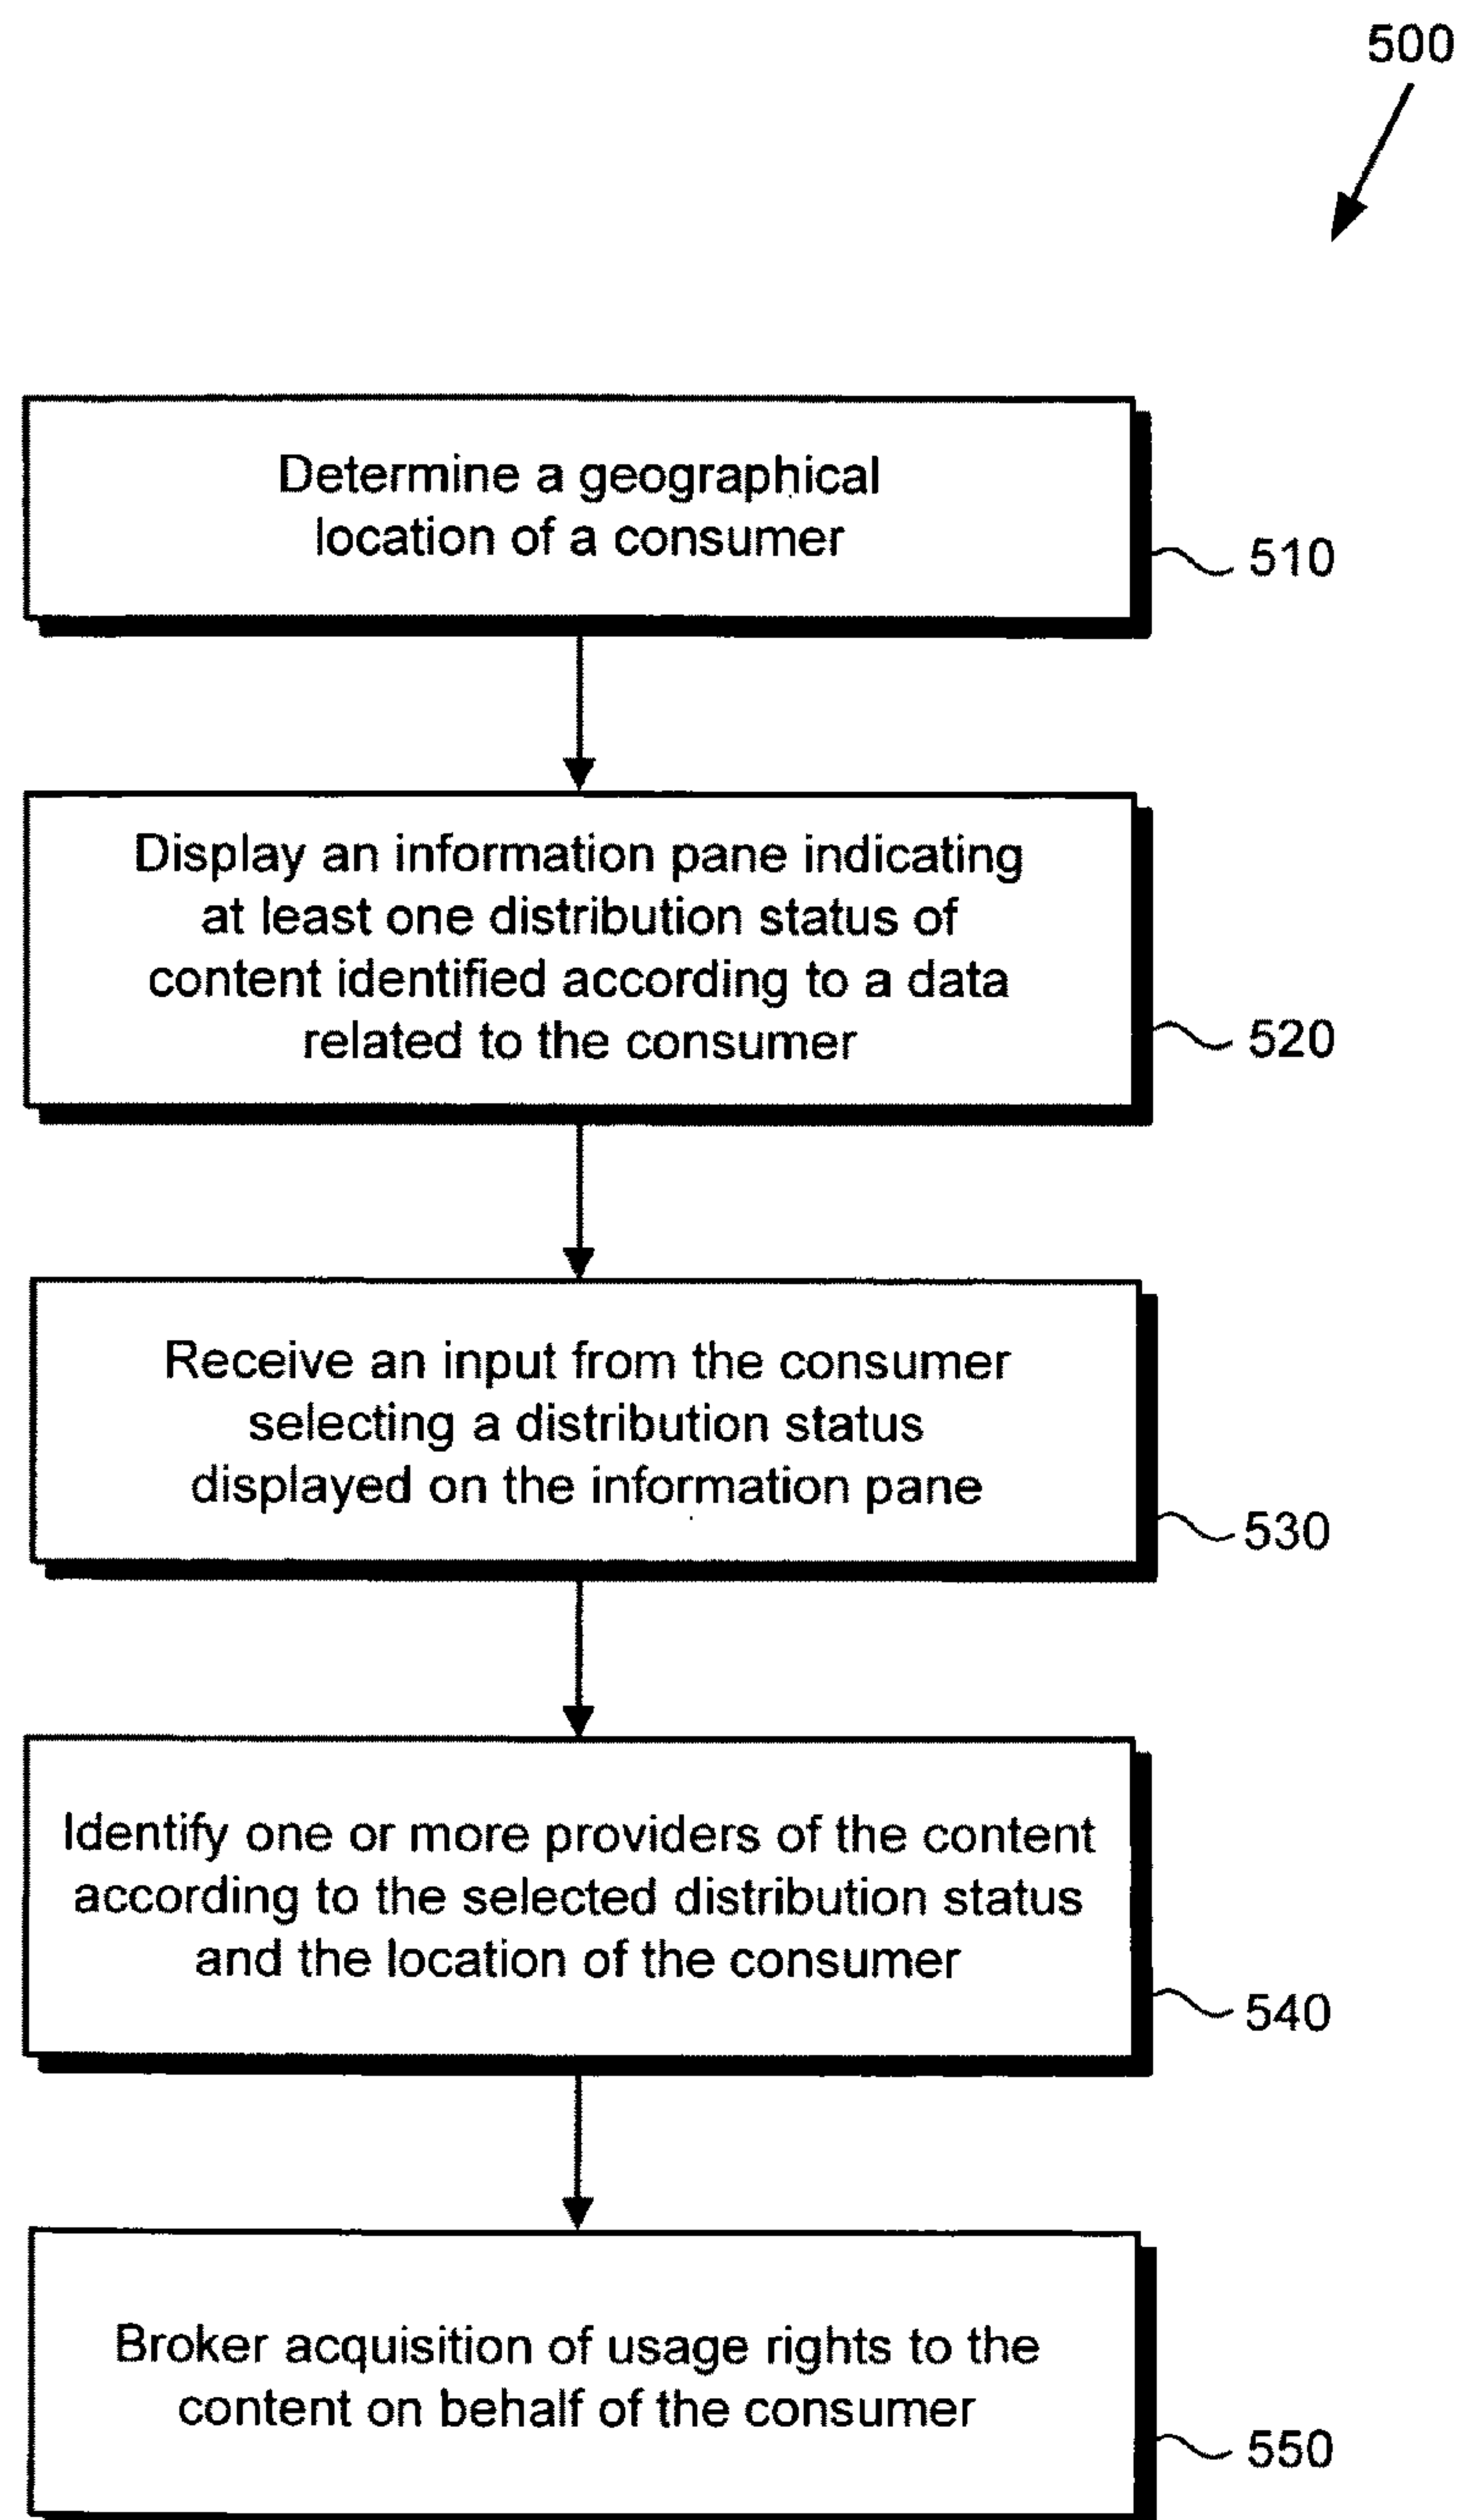 500
Determine a geographical
location of a consumer
510
Display an information pane indicating
at least one distribution status of
content identified according to a data
related to the consumer
520
Receive an input from the consumer
selecting a distribution status
displayed on the information pane
530
Identify one or more providers of the content
according to the selected distribution status
and the location of the consumer
540
Broker acquisition of usage rights to the
content on behalf of the consumer
550